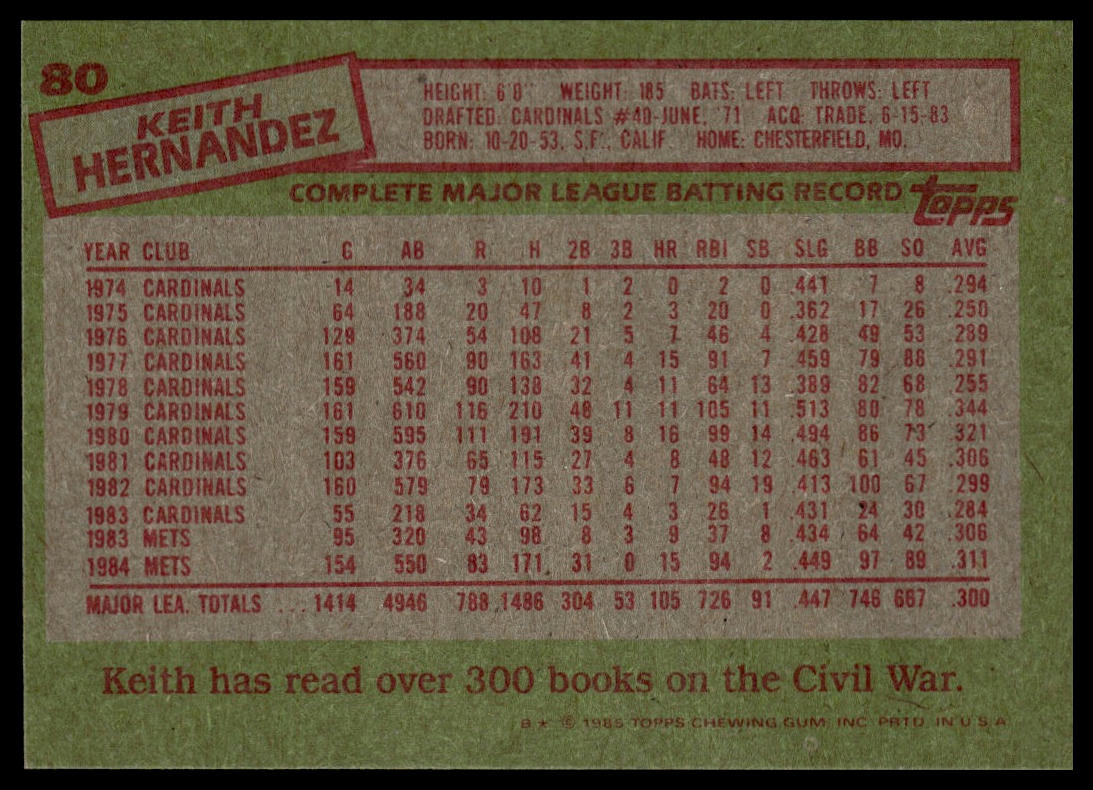 80
KEITH
HERNANDEZ
HEIGHT: 6'0" WEIGHT: 185 BATS: LEFT THROWS: LEFT
DRAFTED: CARDINALS #40-JUNE, '71 ACQ: TRADE, 6-15-83
BORN: 10-20-53, S.F., CALIF. HOME: CHESTERFIELD, MO.
COMPLETE MAJOR LEAGUE BATTING RECORD
TOPPS
YEAR CLUB G AB R H 2B 3B HR RBI SB SLG BB SO AVG
1974 CARDINALS 14 34 3 10 1 2 0 2 0 .441 7 8 .294
1975 CARDINALS 64 188 20 47 8 2 3 20 0 .362 17 26 .250
1976 CARDINALS 129 374 54 108 21 5 7 46 4 .428 49 53 .289
1977 CARDINALS 161 560 90 163 41 4 15 91 7 .459 79 88 .291
1978 CARDINALS 159 542 90 138 32 4 11 64 13 .389 82 68 .255
1979 CARDINALS 161 610 116 210 48 11 11 105 11 .513 80 78 .344
1980 CARDINALS 159 595 111 191 39 8 16 99 14 .494 86 73 .321
1981 CARDINALS 103 376 65 115 27 4 8 48 12 .463 61 45 .306
1982 CARDINALS 160 579 79 173 33 6 7 94 19 .413 100 67 .299
1983 CARDINALS 55 218 34 62 15 4 3 26 1 .431 24 30 .284
1983 METS 95 320 43 98 8 3 9 37 8 .434 64 42 .306
1984 METS 154 550 83 171 31 0 15 94 2 .449 97 89 .311
MAJOR LEA. TOTALS ... 1414 4946 788 1486 304 53 105 726 91 .447 746 667 .300
Keith has read over 300 books on the Civil War.
B ★ © 1985 TOPPS CHEWING GUM, INC. PRTD. IN U.S.A.